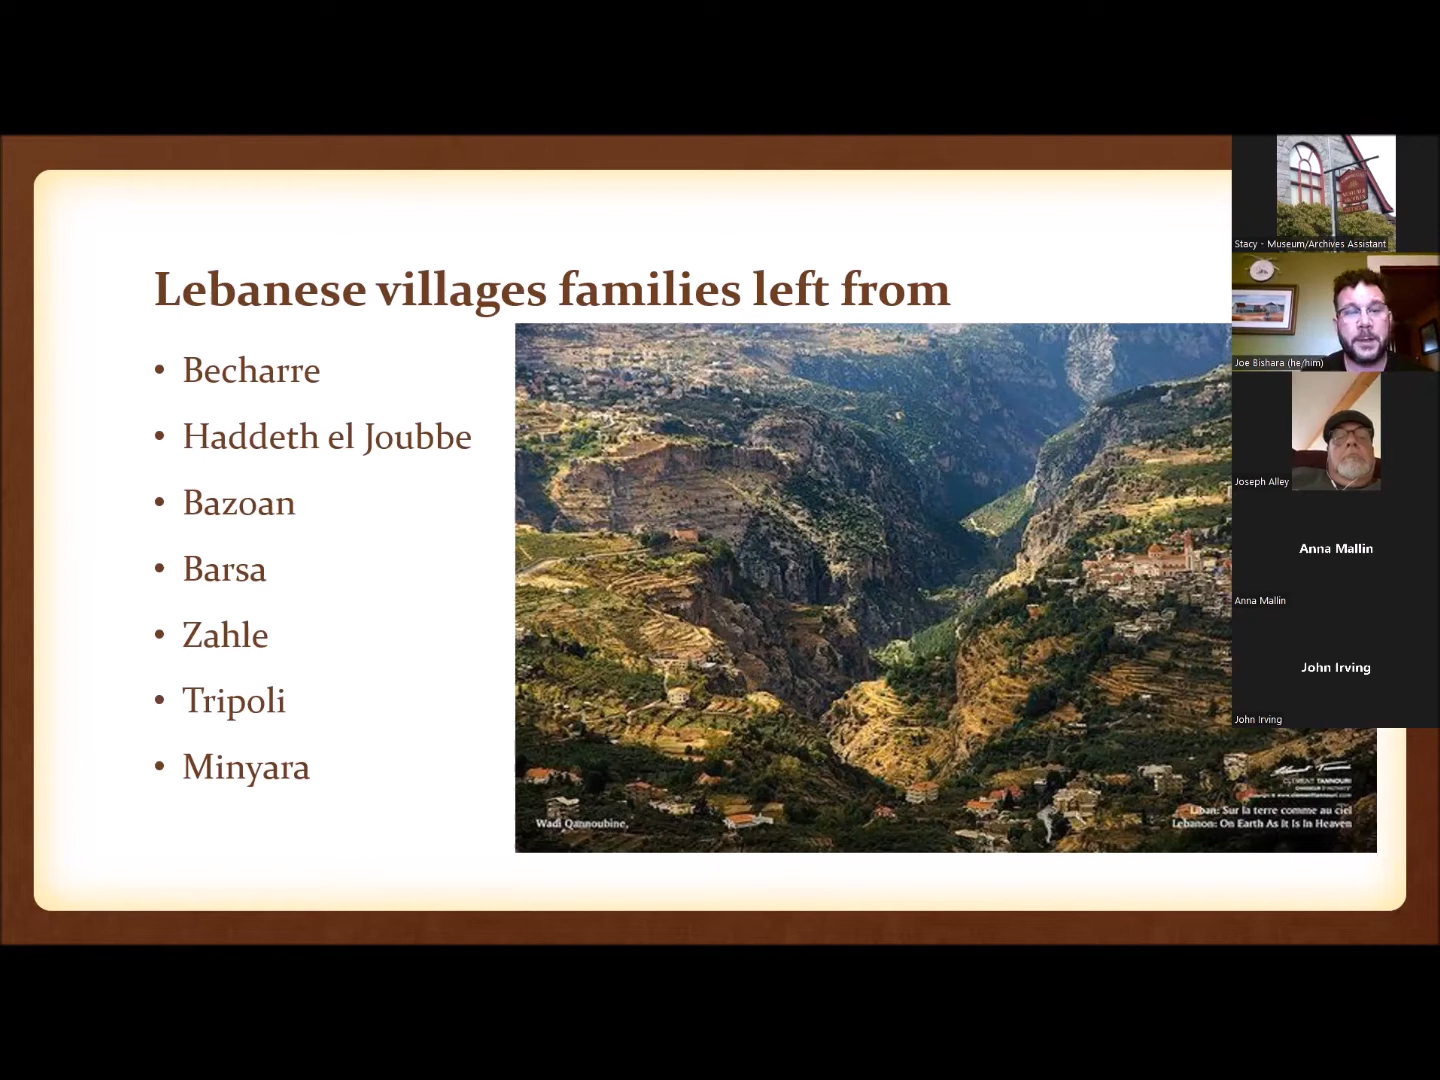 Lebanese villages families left from
• Becharre
• Haddeth el Joubbe
• Bazoan
• Barsa
• Zahle
• Tripoli
• Minyara
Wadi Qannoubine,
CLEMENT TANNOURI
Liban: Sur la terre comme au ciel
Lebanon: On Earth As It Is In Heaven
Stacy - Museum/Archives Assistant
Joe Bishara (he/him)
Joseph Alley
Anna Mallin
Anna Mallin
John Irving
John Irving